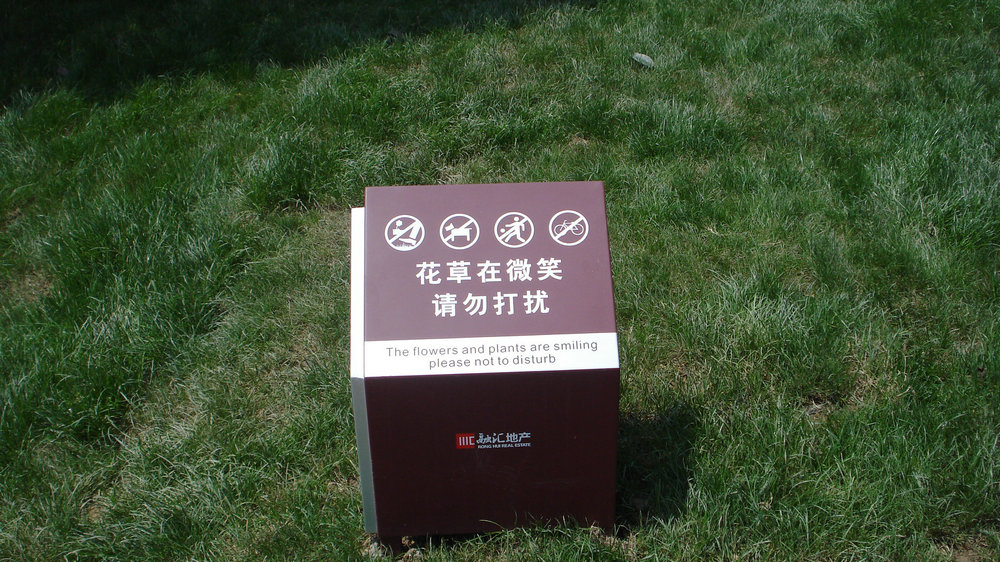 花草在微笑
请勿打扰
The flowers and plants are smiling
please not to disturb
融汇地产
RONG HUI REAL ESTATE